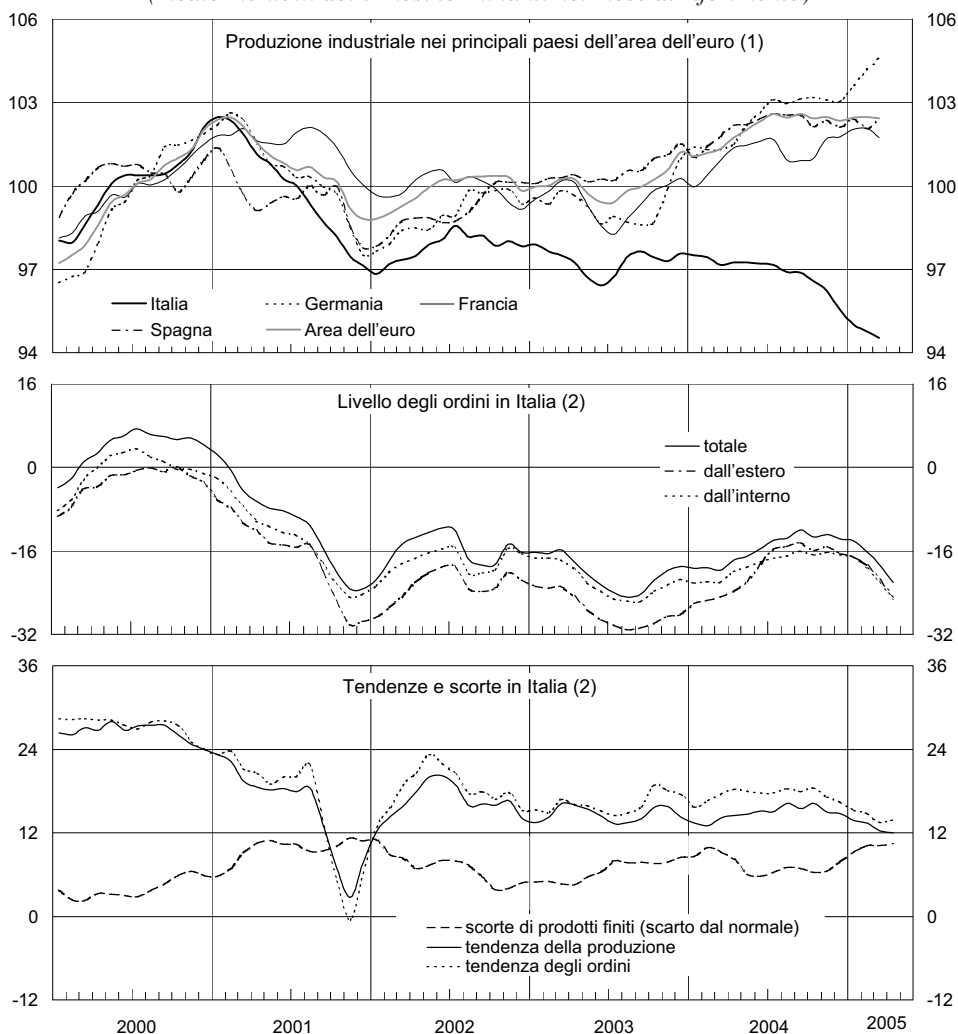 106 106
Produzione industriale nei principali paesi dell'area dell'euro (1)
103 103
100 100
97 97
Italia Germania Francia
Spagna Area dell'euro
94 94
16 16
Livello degli ordini in Italia (2)
totale
0 0
dall'estero
dall'interno
-16 -16
-32 -32
36 36
Tendenze e scorte in Italia (2)
24 24
12 12
0 0
scorte di prodotti finiti (scarto dal normale)
tendenza della produzione
tendenza degli ordini
-12 -12
2000 2001 2002 2003 2004 2005